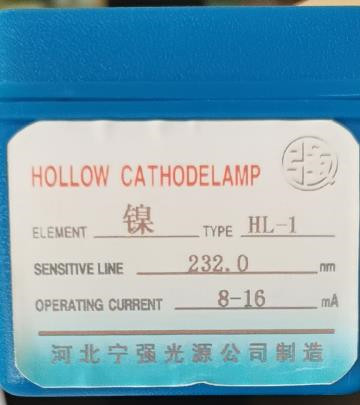 HOLLOW CATHODELAMP
ELEMENT 镍 TYPE HL-1
SENSITIVE LINE 232.0 nm
OPERATING CURRENT 8-16 mA
河北宁强光源公司制造